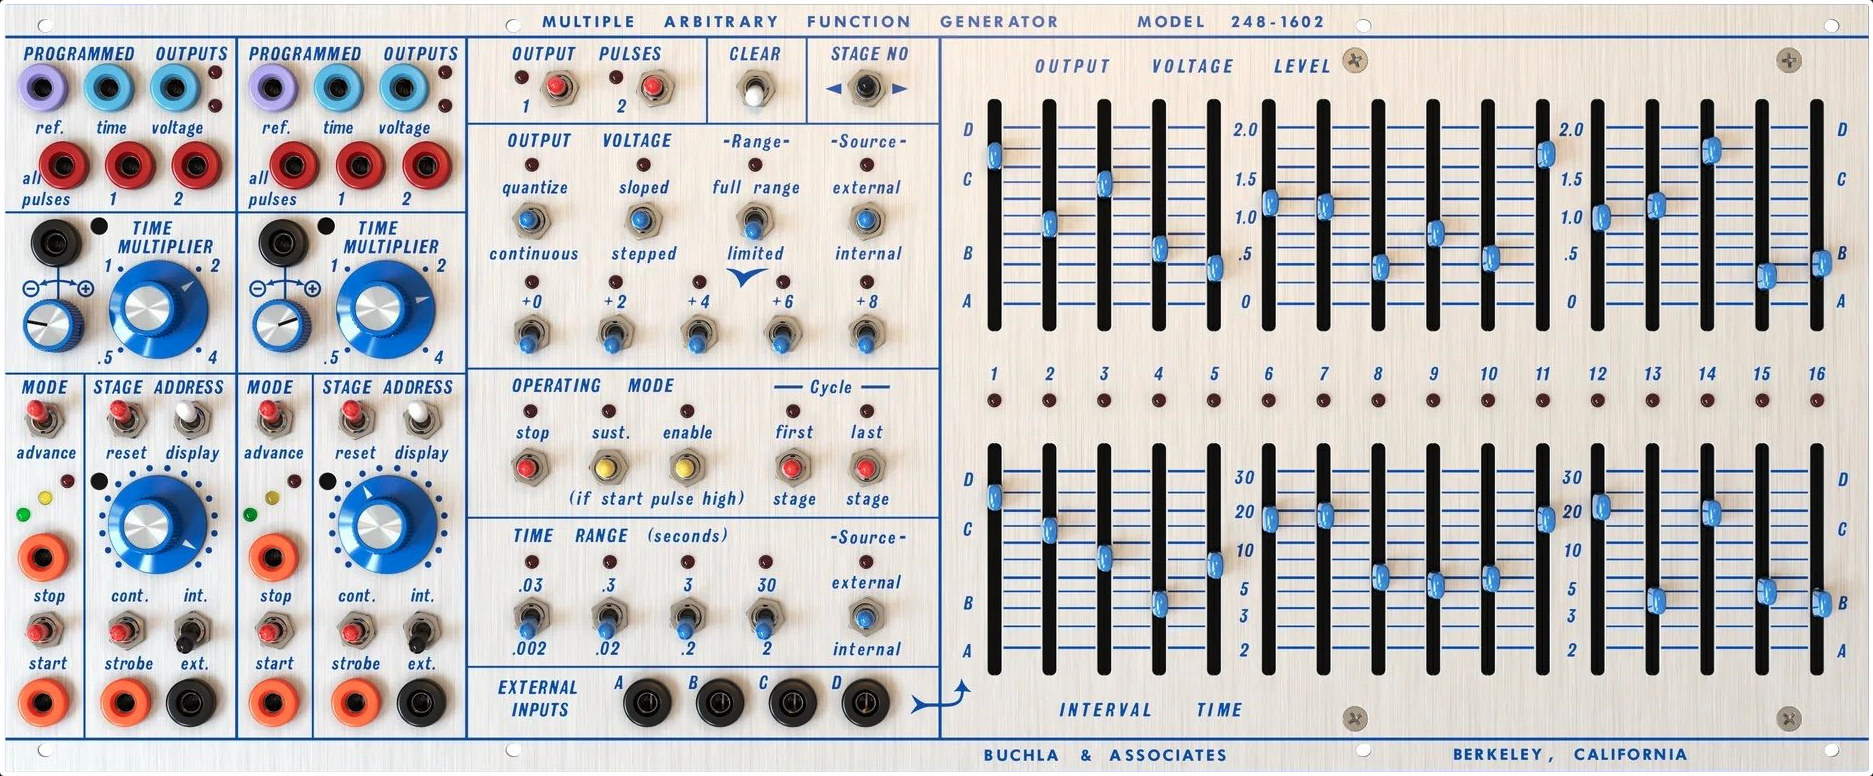 MULTIPLE ARBITRARY FUNCTION GENERATOR MODEL 248-1602
PROGRAMMED OUTPUTS
ref. time voltage
all pulses 1 2
TIME MULTIPLIER
1 2
.5 4
MODE STAGE ADDRESS
advance reset display
stop cont. int.
start strobe ext.
PROGRAMMED OUTPUTS
ref. time voltage
all pulses 1 2
TIME MULTIPLIER
1 2
.5 4
MODE STAGE ADDRESS
advance reset display
stop cont. int.
start strobe ext.
OUTPUT PULSES
1 2
CLEAR
STAGE NO
OUTPUT VOLTAGE -Range- -Source-
quantize sloped full range external
continuous stepped limited internal
+0 +2 +4 +6 +8
OPERATING MODE Cycle
stop sust. enable first last
(if start pulse high) stage stage
TIME RANGE (seconds) -Source-
.03 .3 3 30 external
.002 .02 .2 2 internal
EXTERNAL INPUTS A B C D
OUTPUT VOLTAGE LEVEL
D 2.0 2.0 D
C 1.5 1.5 C
1.0 1.0
B .5 .5 B
A 0 0 A
1 2 3 4 5 6 7 8 9 10 11 12 13 14 15 16
D 30 30 D
20 20
C 10 10 C
5 5
B 3 3 B
A 2 2 A
INTERVAL TIME
BUCHLA & ASSOCIATES BERKELEY, CALIFORNIA